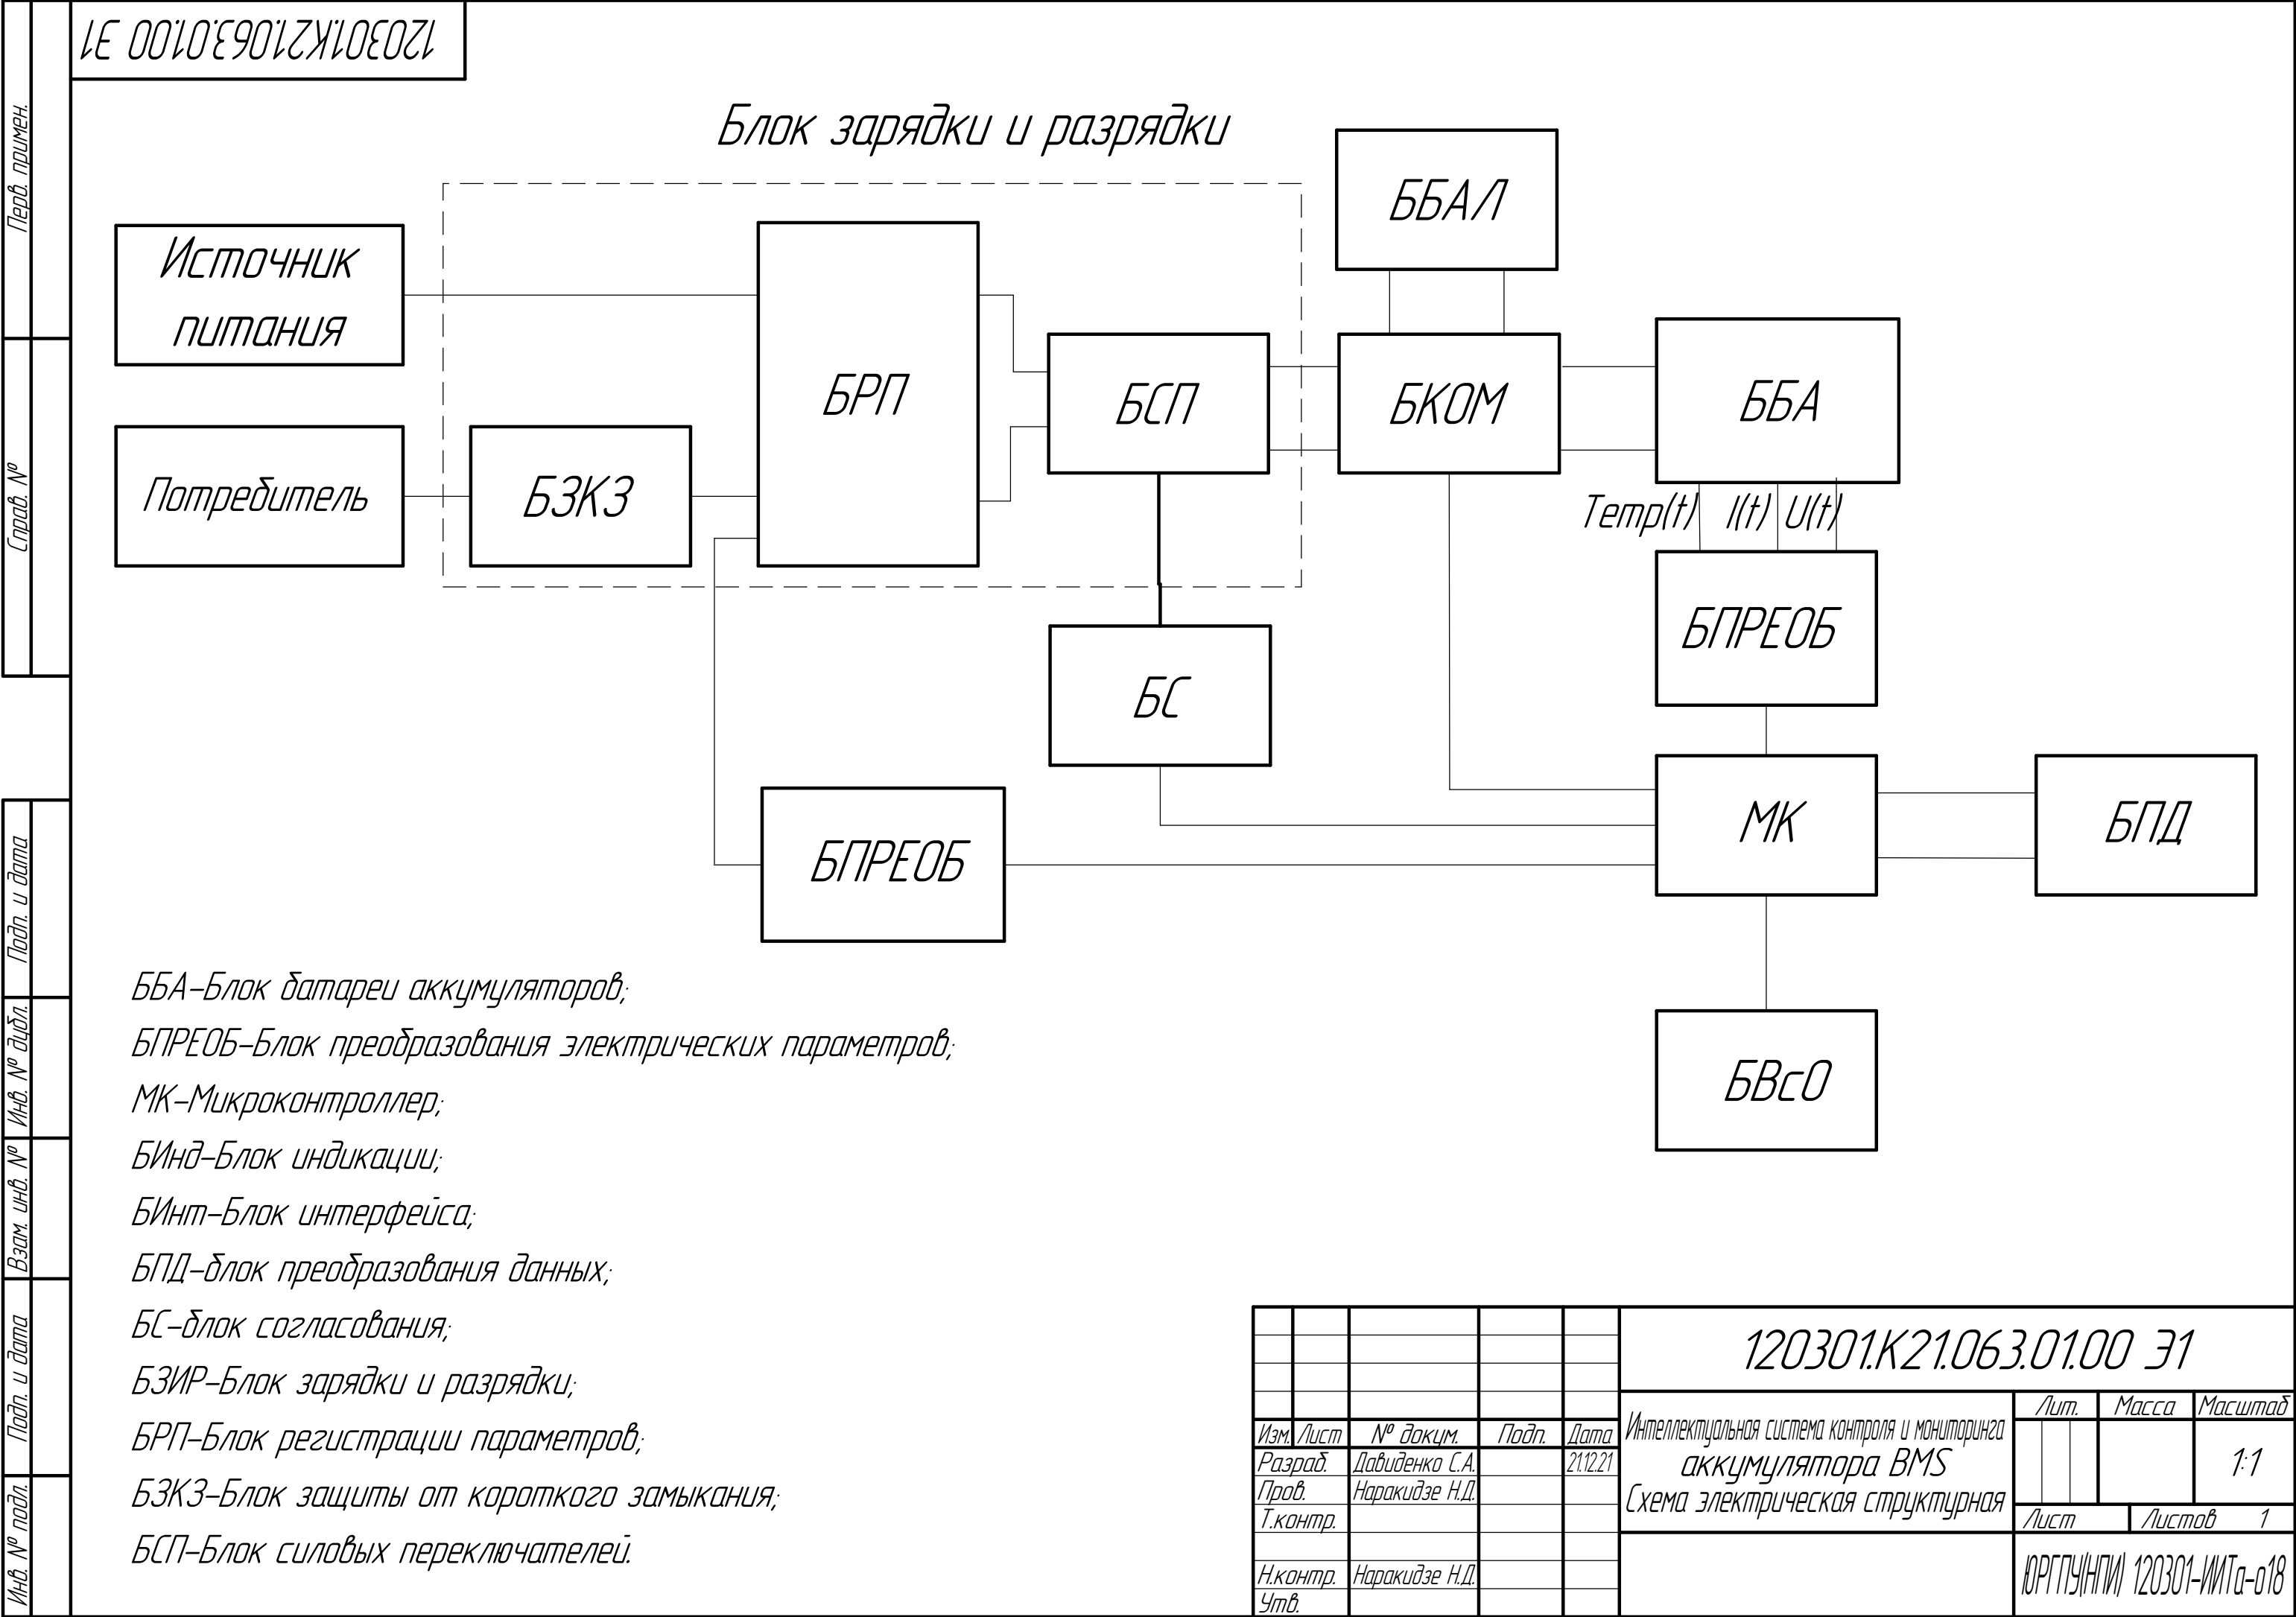 120301.К21.063.01.00 Э1
Перв. примен.
Справ. №
Подп. и дата
Инв. № дубл.
Взам. инв. №
Подп. и дата
Инв. № подл.
Блок зарядки и разрядки
Источник
питания
Потребитель
БЗКЗ
БРП
БСП
ББАЛ
БКОМ
ББА
Temp(t) I(t) U(t)
БПРЕОБ
БС
МК
БПД
БПРЕОБ
БВсО
ББА-Блок батареи аккумуляторов;
БПРЕОБ-Блок преобразования электрических параметров;
МК-Микроконтроллер;
БИнд-Блок индикации;
БИнт-Блок интерфейса;
БПД-блок преобразования данных;
БС-блок согласования;
БЗИР-Блок зарядки и разрядки;
БРП-Блок регистрации параметров;
БЗКЗ-Блок защиты от короткого замыкания;
БСП-Блок силовых переключателей.
120301.К21.063.01.00 Э1
Изм. Лист № докум. Подп. Дата
Разраб. Давиденко С.А. 21.12.21
Пров. Наракидзе Н.Д.
Т.контр.
Н.контр. Наракидзе Н.Д.
Утв.
Интеллектуальная система контроля и мониторинга
аккумулятора BMS
Схема электрическая структурная
Лит. Масса Масштаб
1:1
Лист Листов 1
ЮРГПУ(НПИ) 120301-ИИТа-о18